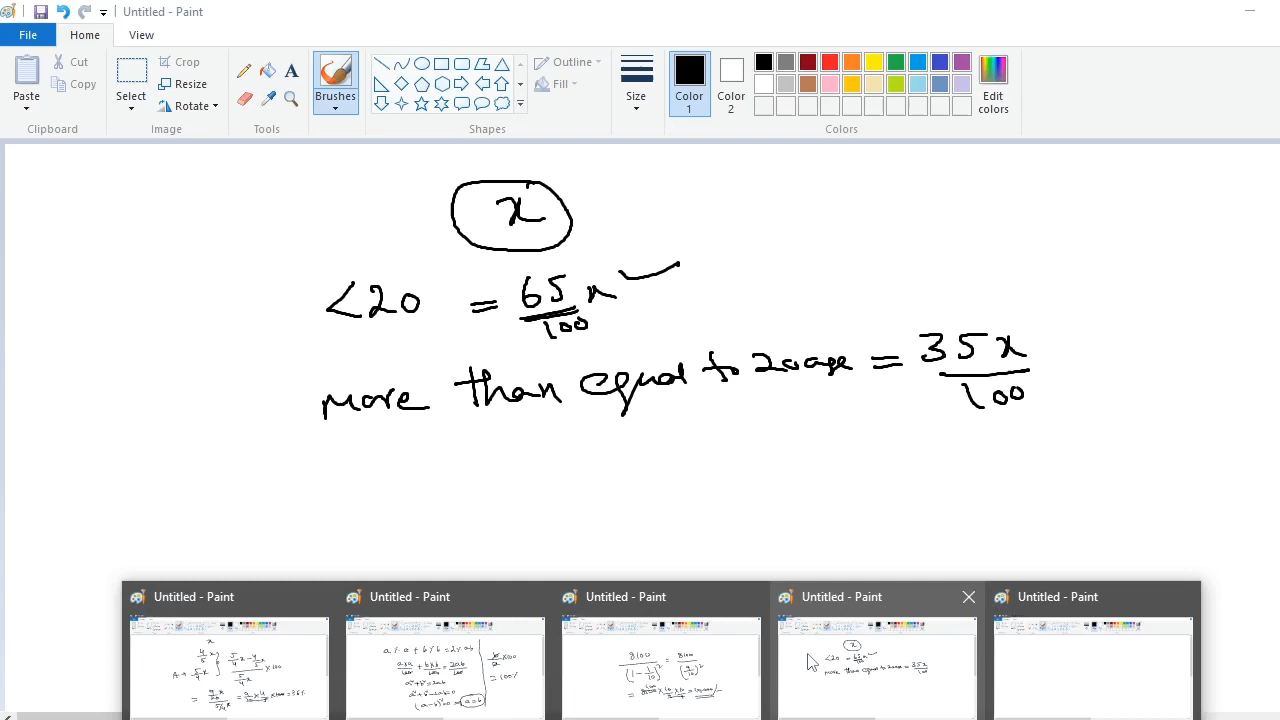 Untitled - Paint
File Home View
Paste Cut Copy Clipboard
Select Crop Resize Rotate Image
Tools
Brushes
Outline Fill Shapes
Size
Color 1 Color 2 Edit colors Colors
x
<20 = 65/100 x
more than equal to 20 age = 35x/100
Untitled - Paint Untitled - Paint Untitled - Paint Untitled - Paint Untitled - Paint